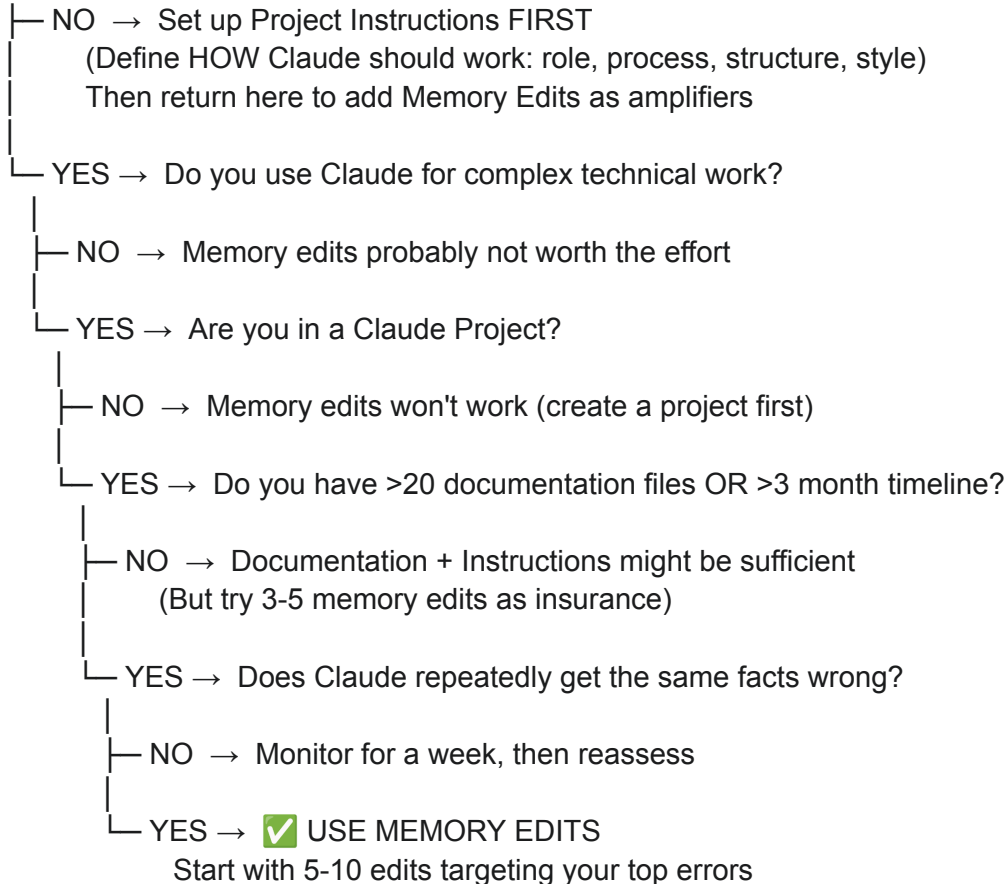 ├─ NO → Set up Project Instructions FIRST
(Define HOW Claude should work: role, process, structure, style)
Then return here to add Memory Edits as amplifiers
└─ YES → Do you use Claude for complex technical work?
├─ NO → Memory edits probably not worth the effort
└─ YES → Are you in a Claude Project?
├─ NO → Memory edits won't work (create a project first)
└─ YES → Do you have >20 documentation files OR >3 month timeline?
├─ NO → Documentation + Instructions might be sufficient
(But try 3-5 memory edits as insurance)
└─ YES → Does Claude repeatedly get the same facts wrong?
├─ NO → Monitor for a week, then reassess
└─ YES → ✅ USE MEMORY EDITS
Start with 5-10 edits targeting your top errors